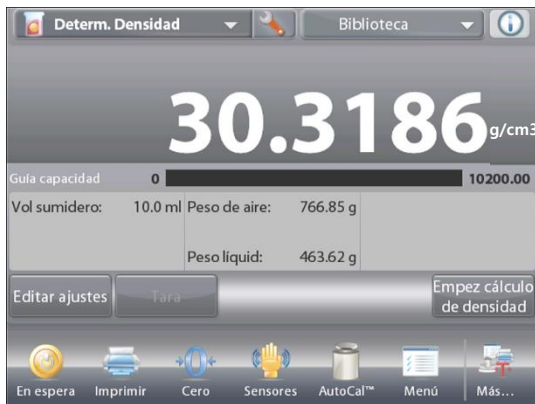 Determ. Densidad
Biblioteca
30.3186 g/cm3
Guía capacidad 0 10200.00
Vol sumidero: 10.0 ml Peso de aire: 766.85 g
Peso líquid: 463.62 g
Editar ajustes
Tara
Empez cálculo
de densidad
En espera
Imprimir
Cero
Sensores
AutoCal™
Menú
Más...